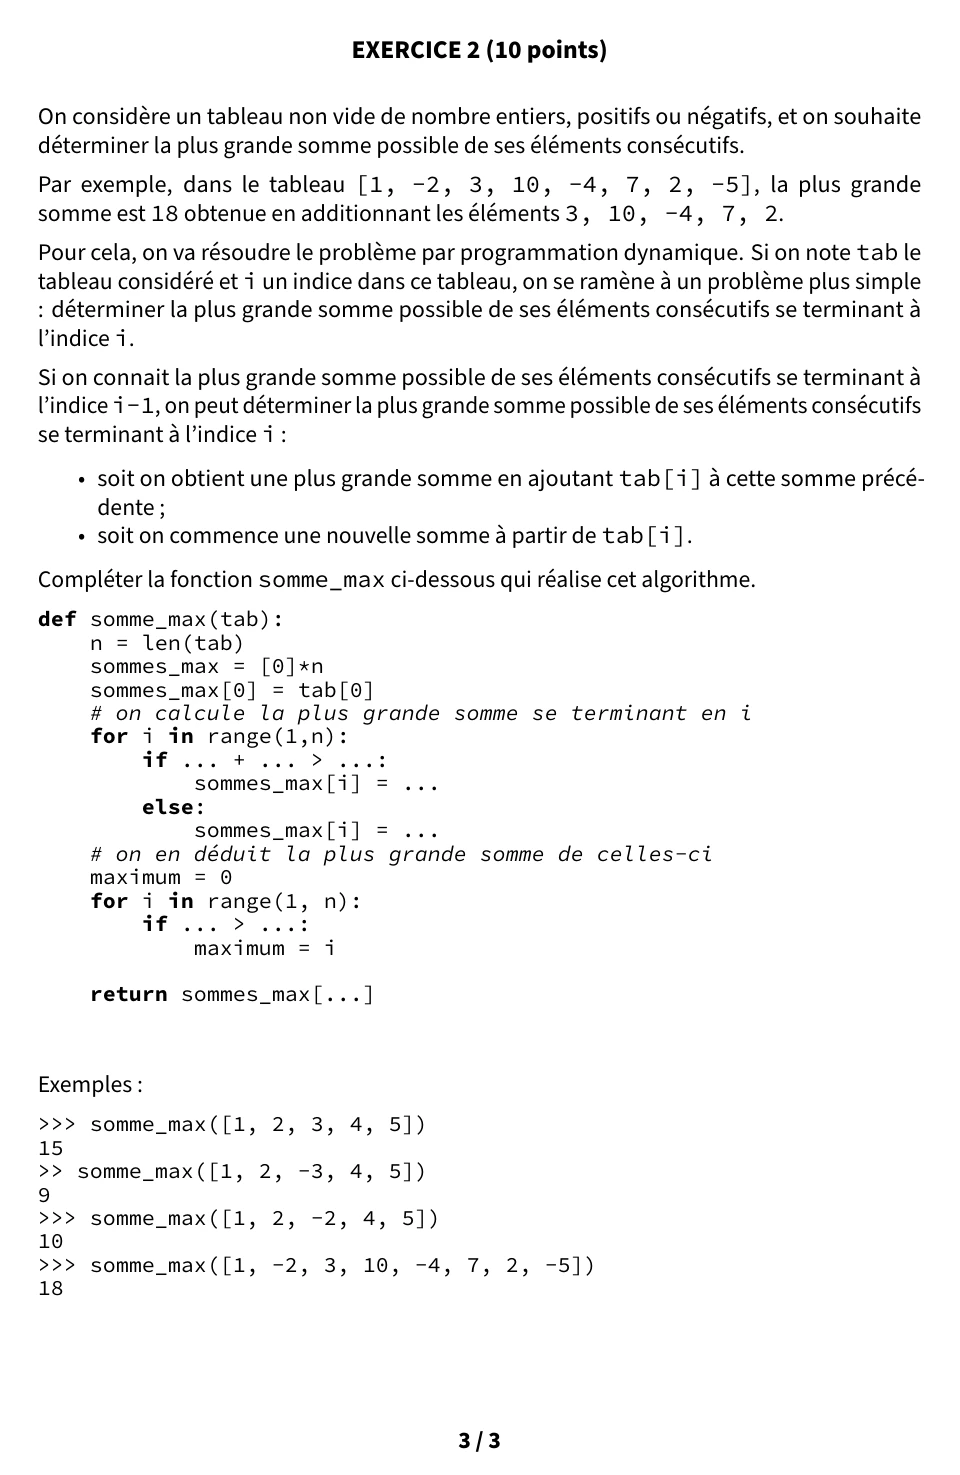 EXERCICE 2 (10 points)
On considère un tableau non vide de nombre entiers, positifs ou négatifs, et on souhaite
déterminer la plus grande somme possible de ses éléments consécutifs.
Par exemple, dans le tableau [1, -2, 3, 10, -4, 7, 2, -5], la plus grande
somme est 18 obtenue en additionnant les éléments 3, 10, -4, 7, 2.
Pour cela, on va résoudre le problème par programmation dynamique. Si on note tab le
tableau considéré et i un indice dans ce tableau, on se ramène à un problème plus simple
: déterminer la plus grande somme possible de ses éléments consécutifs se terminant à
l’indice i.
Si on connait la plus grande somme possible de ses éléments consécutifs se terminant à
l’indice i-1, on peut déterminer la plus grande somme possible de ses éléments consécutifs
se terminant à l’indice i :
• soit on obtient une plus grande somme en ajoutant tab[i] à cette somme précé-
dente ;
• soit on commence une nouvelle somme à partir de tab[i].
Compléter la fonction somme_max ci-dessous qui réalise cet algorithme.
def somme_max(tab):
    n = len(tab)
    sommes_max = [0]*n
    sommes_max[0] = tab[0]
    # on calcule la plus grande somme se terminant en i
    for i in range(1,n):
        if ... + ... > ...:
            sommes_max[i] = ...
        else:
            sommes_max[i] = ...
    # on en déduit la plus grande somme de celles-ci
    maximum = 0
    for i in range(1, n):
        if ... > ...:
            maximum = i
    return sommes_max[...]
Exemples :
>>> somme_max([1, 2, 3, 4, 5])
15
>> somme_max([1, 2, -3, 4, 5])
9
>>> somme_max([1, 2, -2, 4, 5])
10
>>> somme_max([1, -2, 3, 10, -4, 7, 2, -5])
18
3 / 3